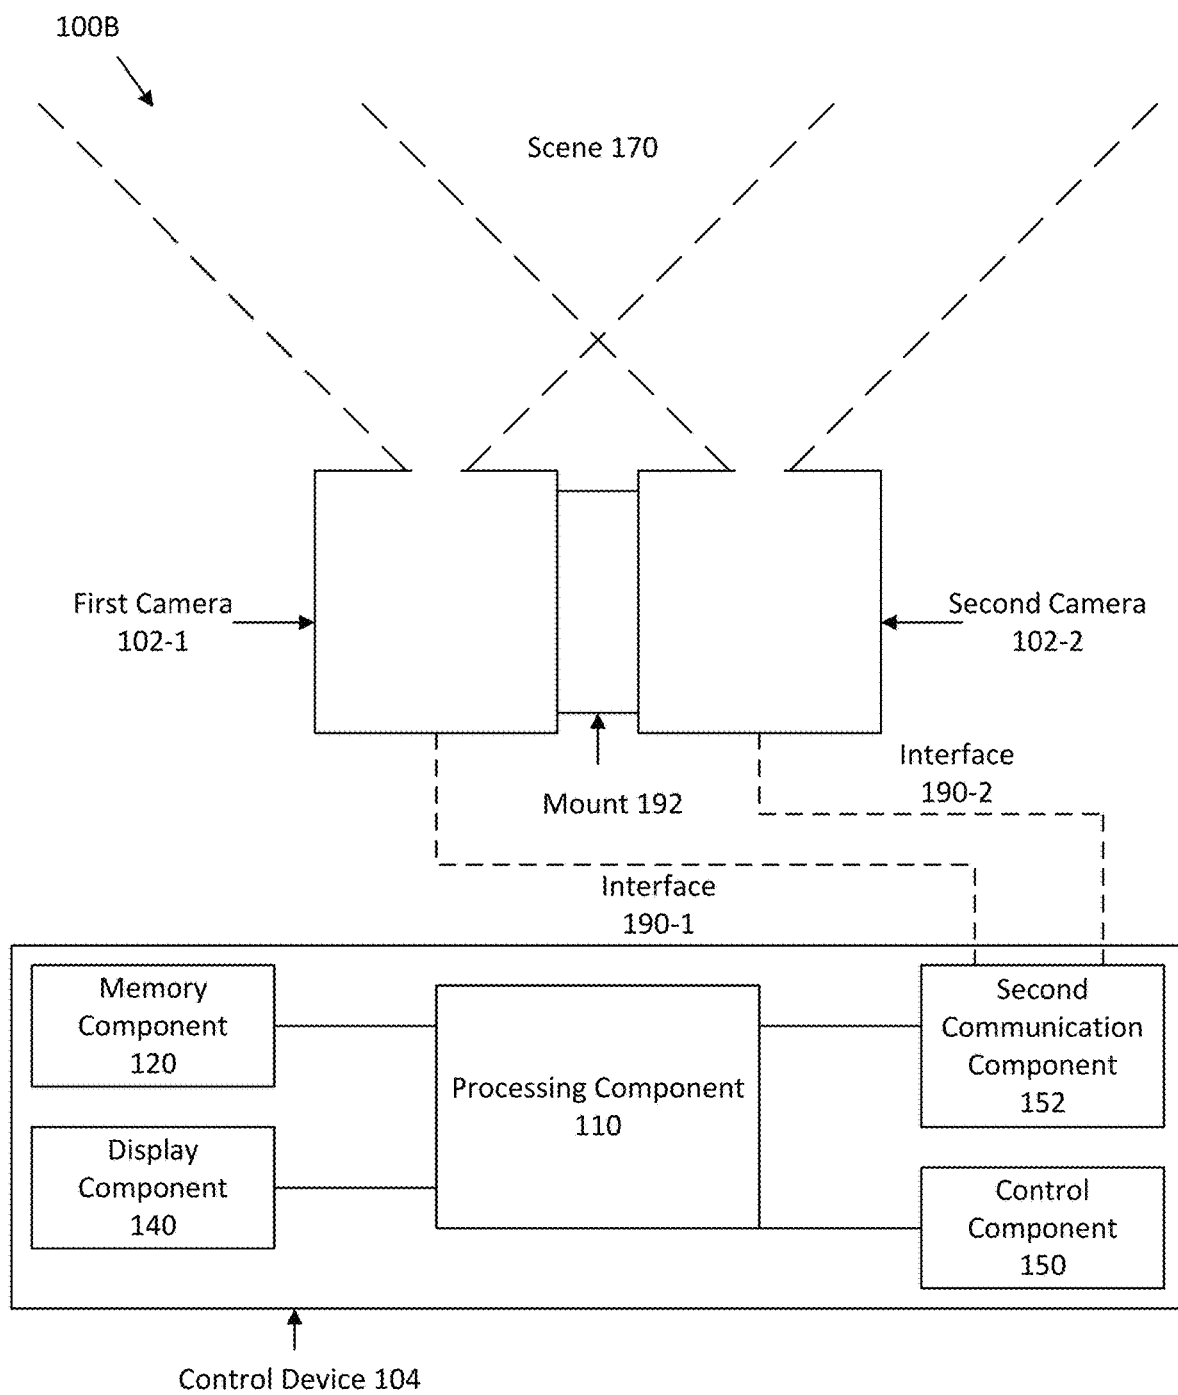 100B
Scene 170
First Camera
102-1
Second Camera
102-2
Mount 192
Interface
190-2
Interface
190-1
Memory
Component
120
Display
Component
140
Processing Component
110
Second
Communication
Component
152
Control
Component
150
Control Device 104